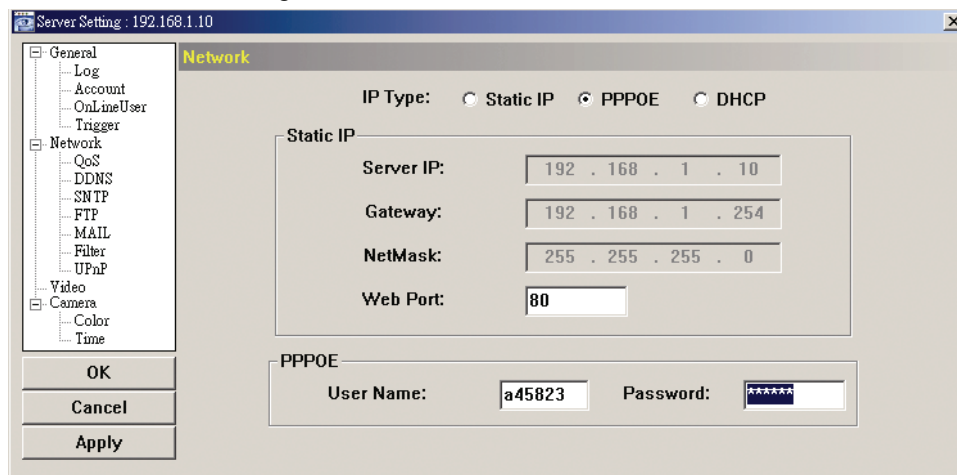 Server Setting : 192.168.1.10
General
Log
Account
OnLineUser
Trigger
Network
QoS
DDNS
SNTP
FTP
MAIL
Filter
UPnP
Video
Camera
Color
Time
OK
Cancel
Apply
Network
IP Type: Static IP PPPOE DHCP
Static IP
Server IP: 192 . 168 . 1 . 10
Gateway: 192 . 168 . 1 . 254
NetMask: 255 . 255 . 255 . 0
Web Port: 80
PPPOE
User Name: a45823 Password: ******